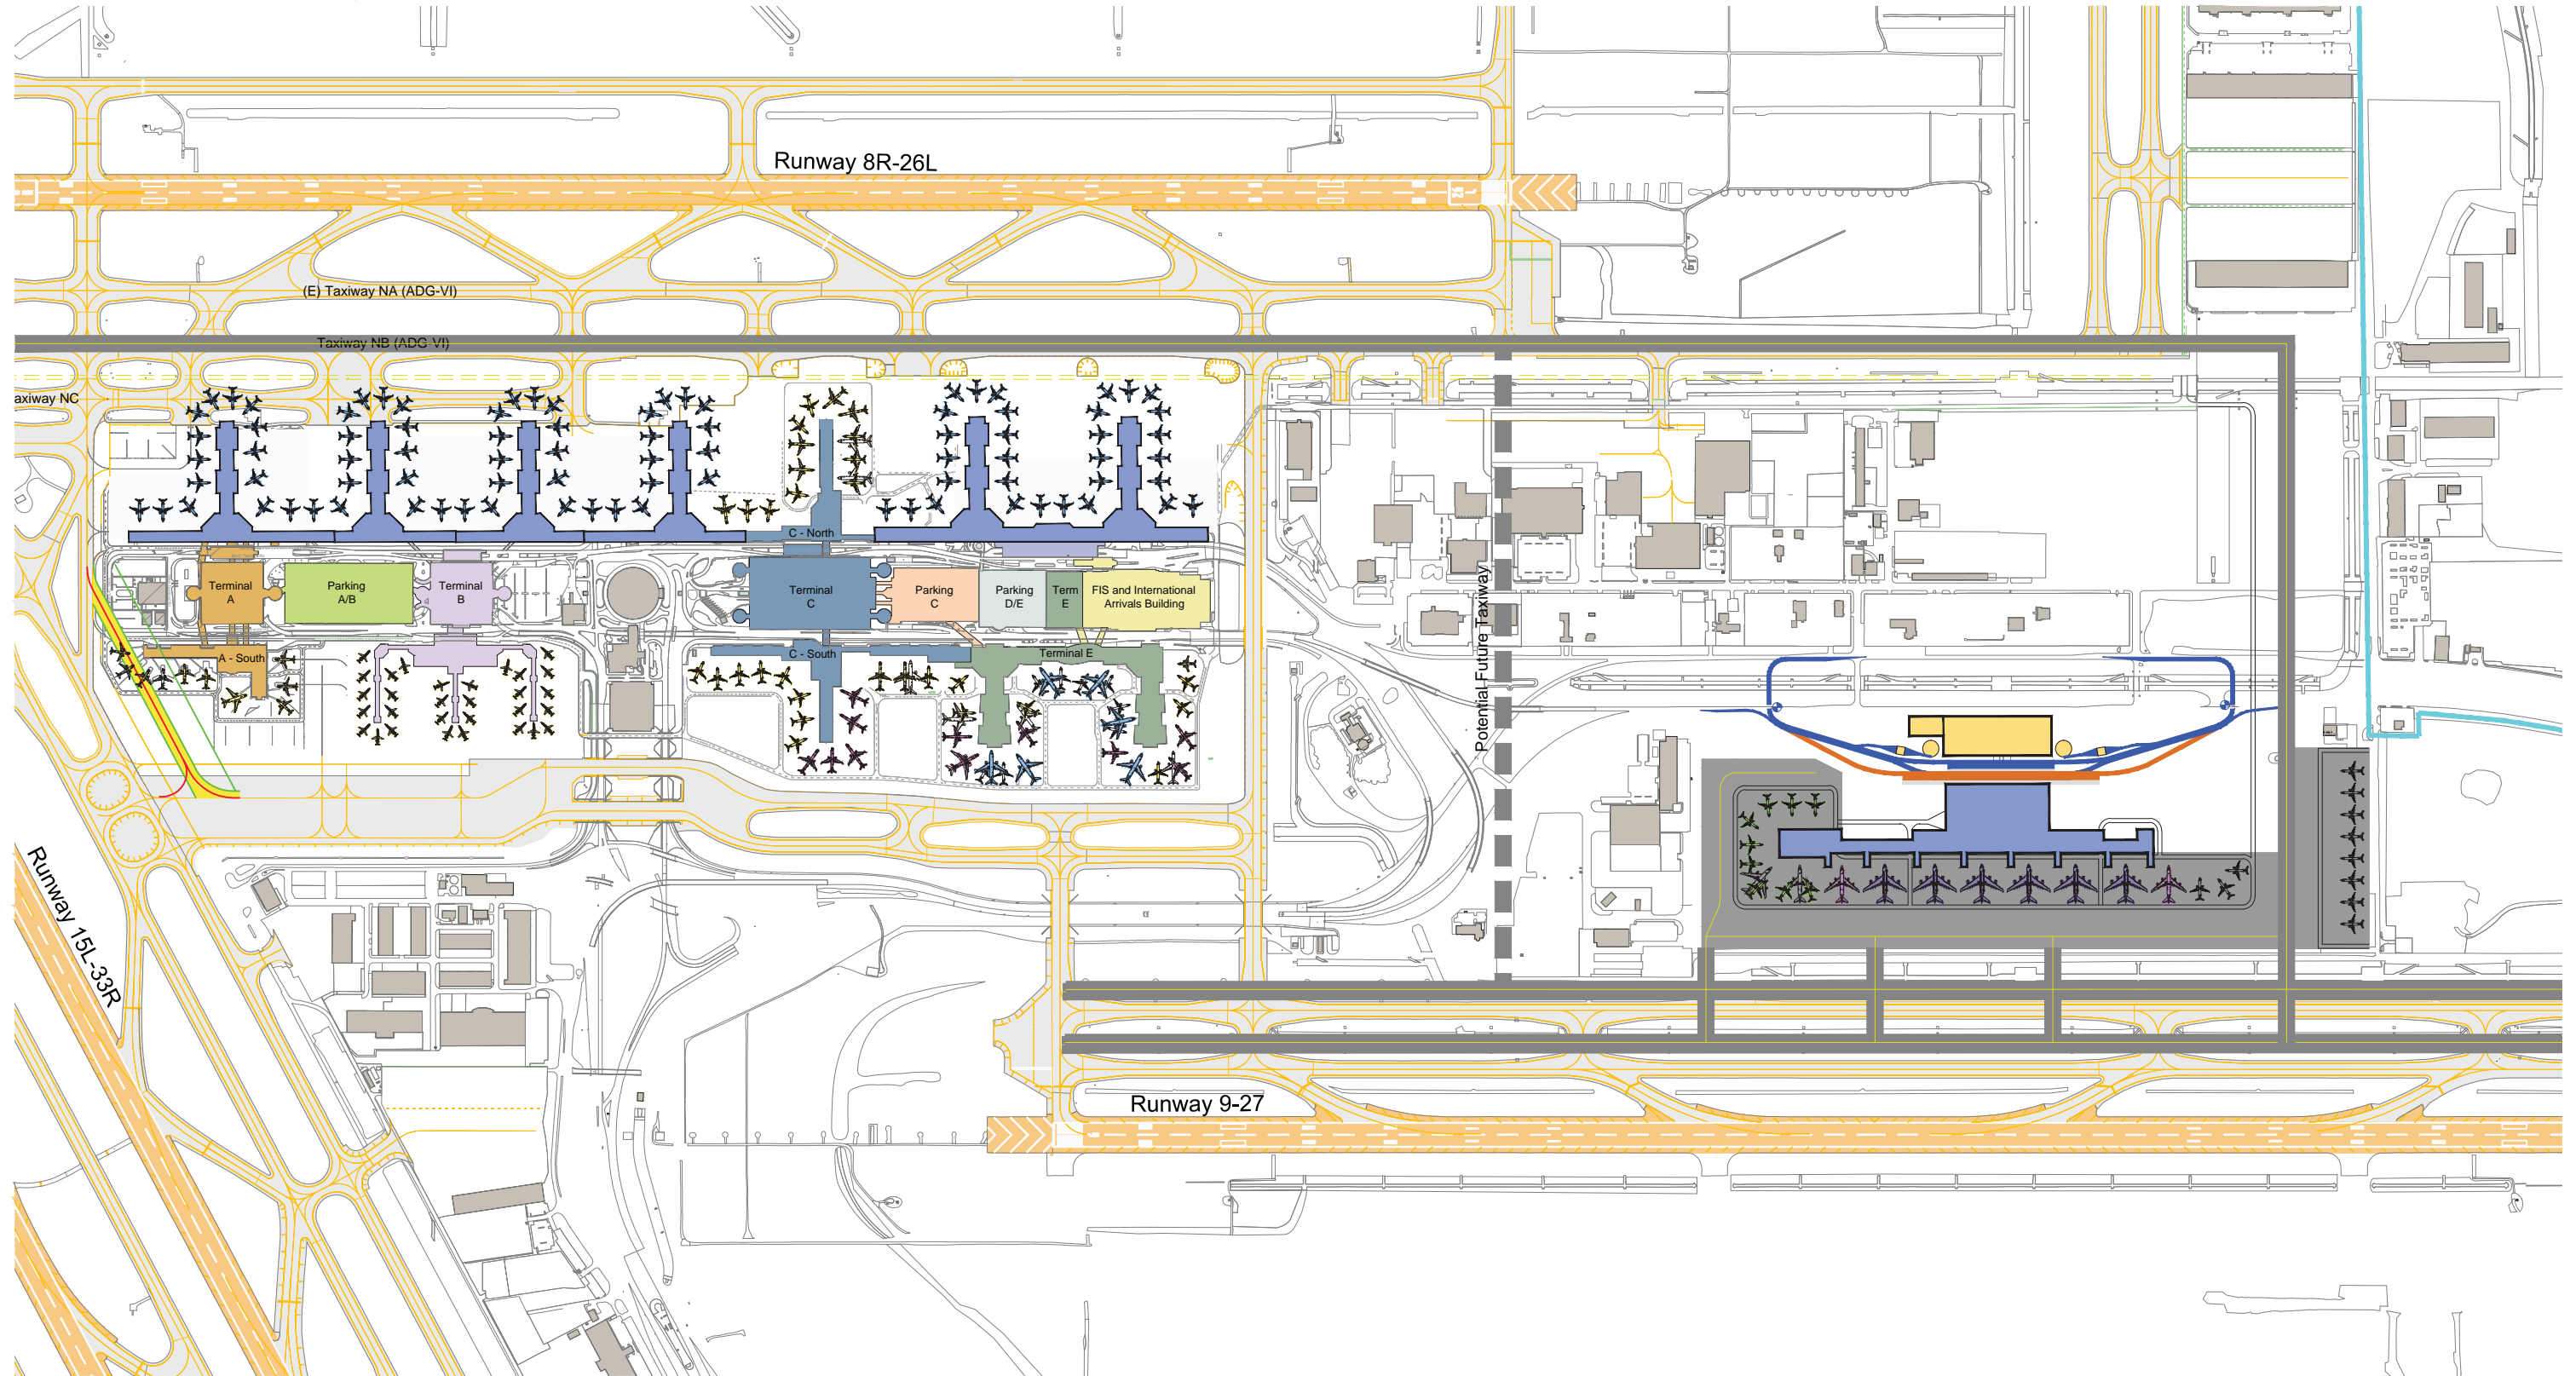 Runway 8R-26L
(E) Taxiway NA (ADG-VI)
Taxiway NB (ADG-VI)
axiway NC
C - North
Terminal
A
Parking
A/B
Terminal
B
Terminal
C
Parking
C
Parking
D/E
Term
E
FIS and International
Arrivals Building
A - South
C - South
Terminal E
Potential Future Taxiway
Runway 15L-33R
Runway 9-27